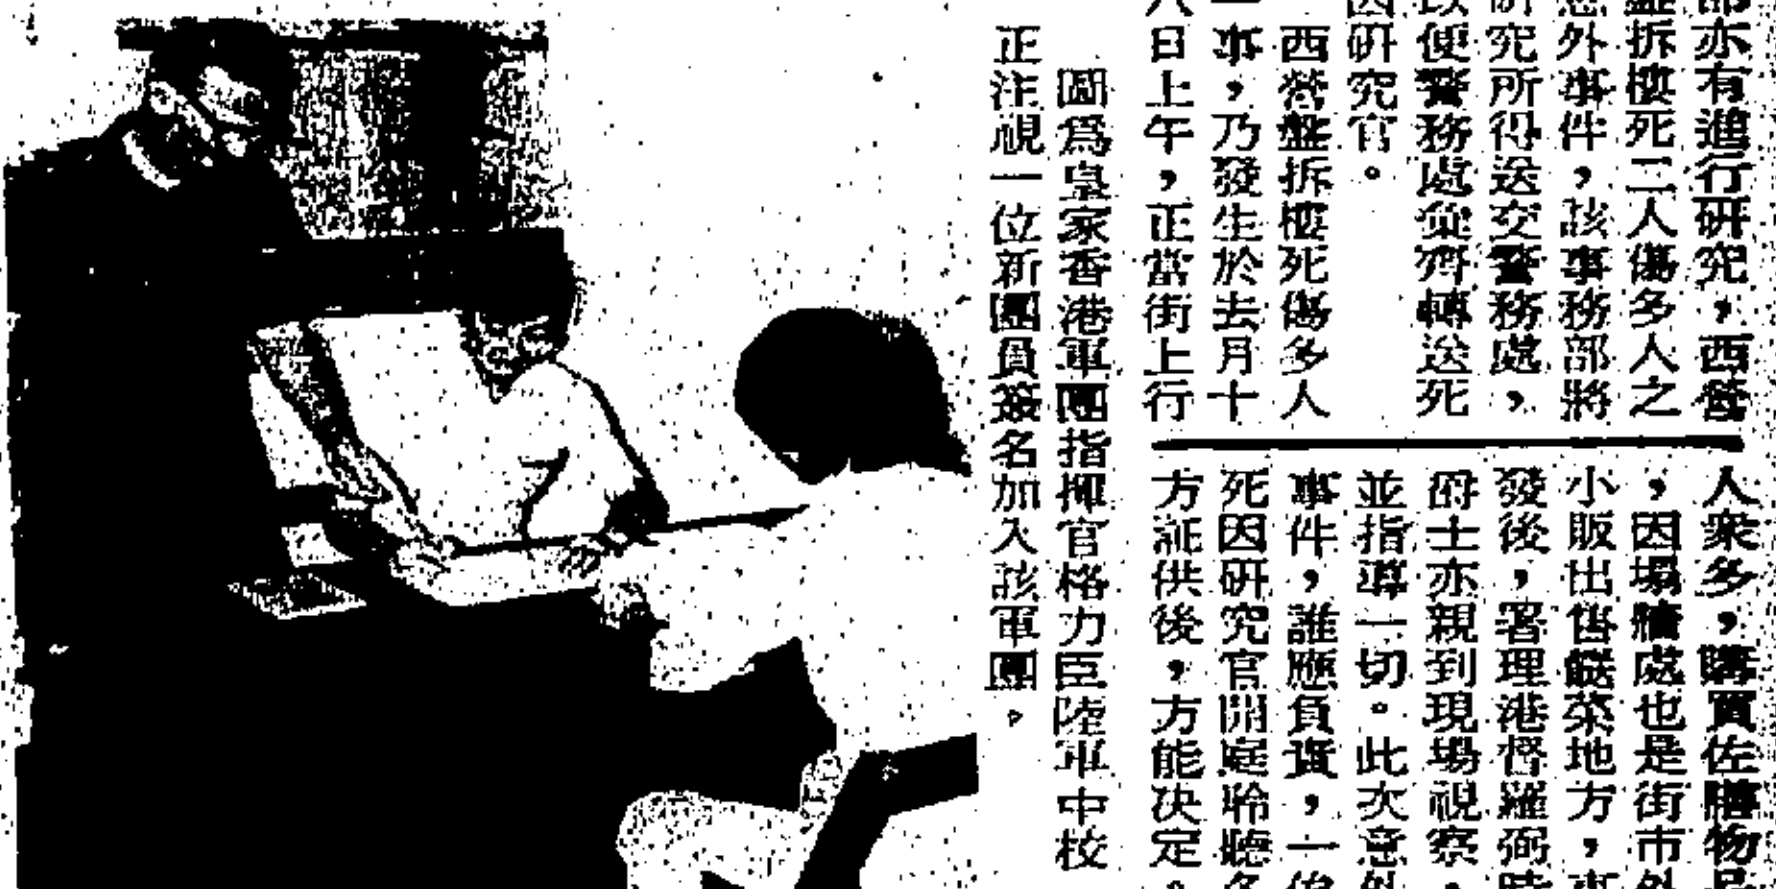 部亦有進行研究，西營
盤拆樓死二人傷多人之
意外事件，該事務部將
研究所得送交警務處，
以便警務處彙齊轉送死
因研究官。
西營盤拆樓死傷多人
一事，乃發生於去月十
八日上午，正當街上行
人衆多，購買佐膳物品
，因塲牆處也是街市外
小販出售餸菜地方，事
發後，署理港督羅弼時
爵士亦親到現場視察，
並指導一切。此次意外
事件，誰應負責，一俟
死因研究官開庭聆聽多
方証供後，方能决定。
圖爲皇家香港軍團指揮官格力臣陸軍中校
正注視一位新團員簽名加入該軍團。